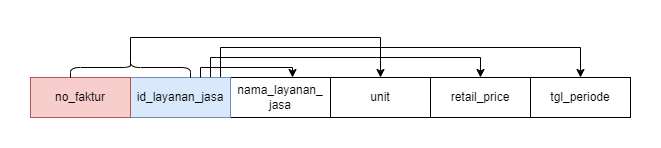 no_faktur
id_layanan_jasa
nama_layanan_
jasa
unit
retail_price
tgl_periode